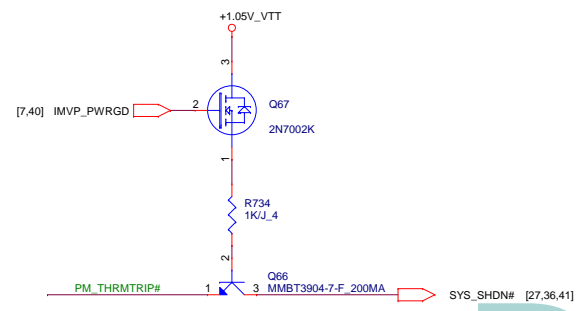 +1.05V_VTT
3
[7,40] IMVP_PWRGD 2 Q67
2N7002K
1
R734
1K/J_4
2
Q66
PM_THRMTRIP# 1 3 MMBT3904-7-F_200MA
SYS_SHDN# [27,36,41]